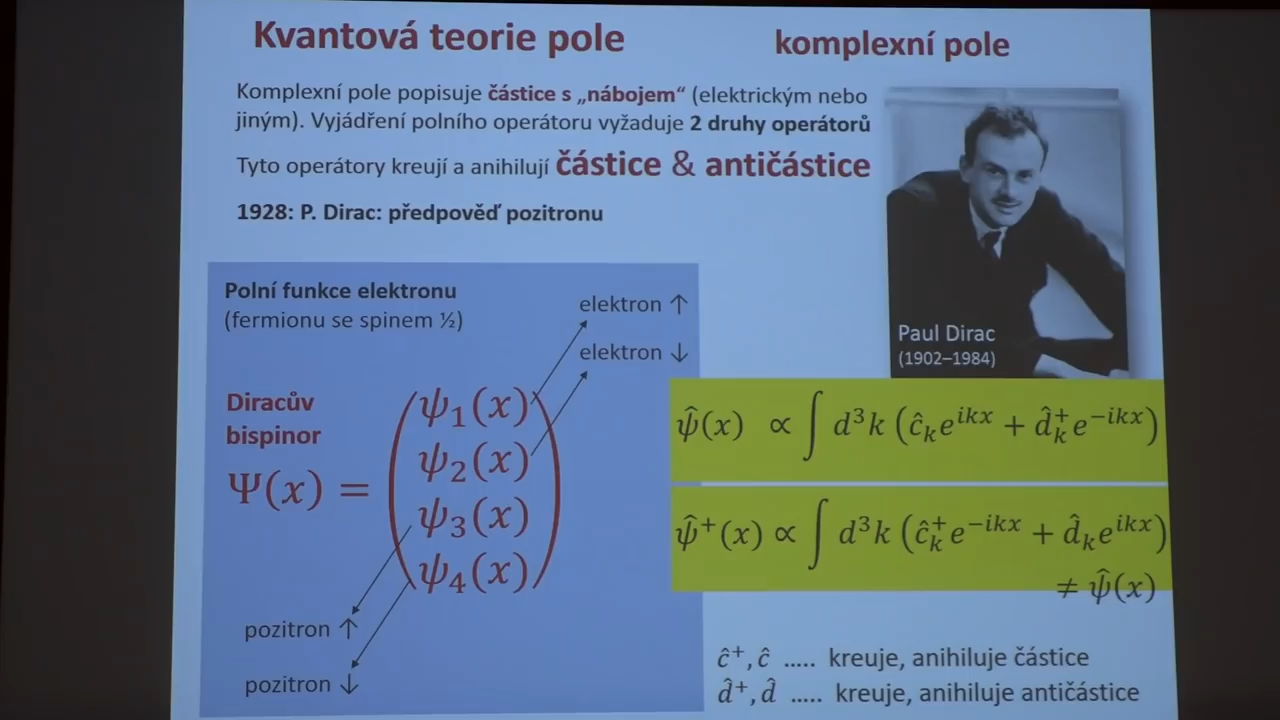 Kvantová teorie pole
komplexní pole
Komplexní pole popisuje částice s „nábojem“ (elektrickým nebo
jiným). Vyjádření polního operátoru vyžaduje 2 druhy operátorů
Tyto operátory kreují a anihilují částice & antičástice
1928: P. Dirac: předpověď pozitronu
Paul Dirac
(1902–1984)
Polní funkce elektronu
(fermionu se spinem ½)
elektron ↑
elektron ↓
Diracův
bispinor
Ψ(x) =
ψ₁(x)
ψ₂(x)
ψ₃(x)
ψ₄(x)
pozitron ↑
pozitron ↓
ψ̂(x) ∝ ∫ d³k (ĉₖe^{ikx} + d̂ₖ⁺e^{−ikx})
ψ̂⁺(x) ∝ ∫ d³k (ĉₖ⁺e^{−ikx} + d̂ₖe^{ikx})
≠ ψ̂(x)
ĉ⁺, ĉ ….. kreuje, anihiluje částice
d̂⁺, d̂ ….. kreuje, anihiluje antičástice